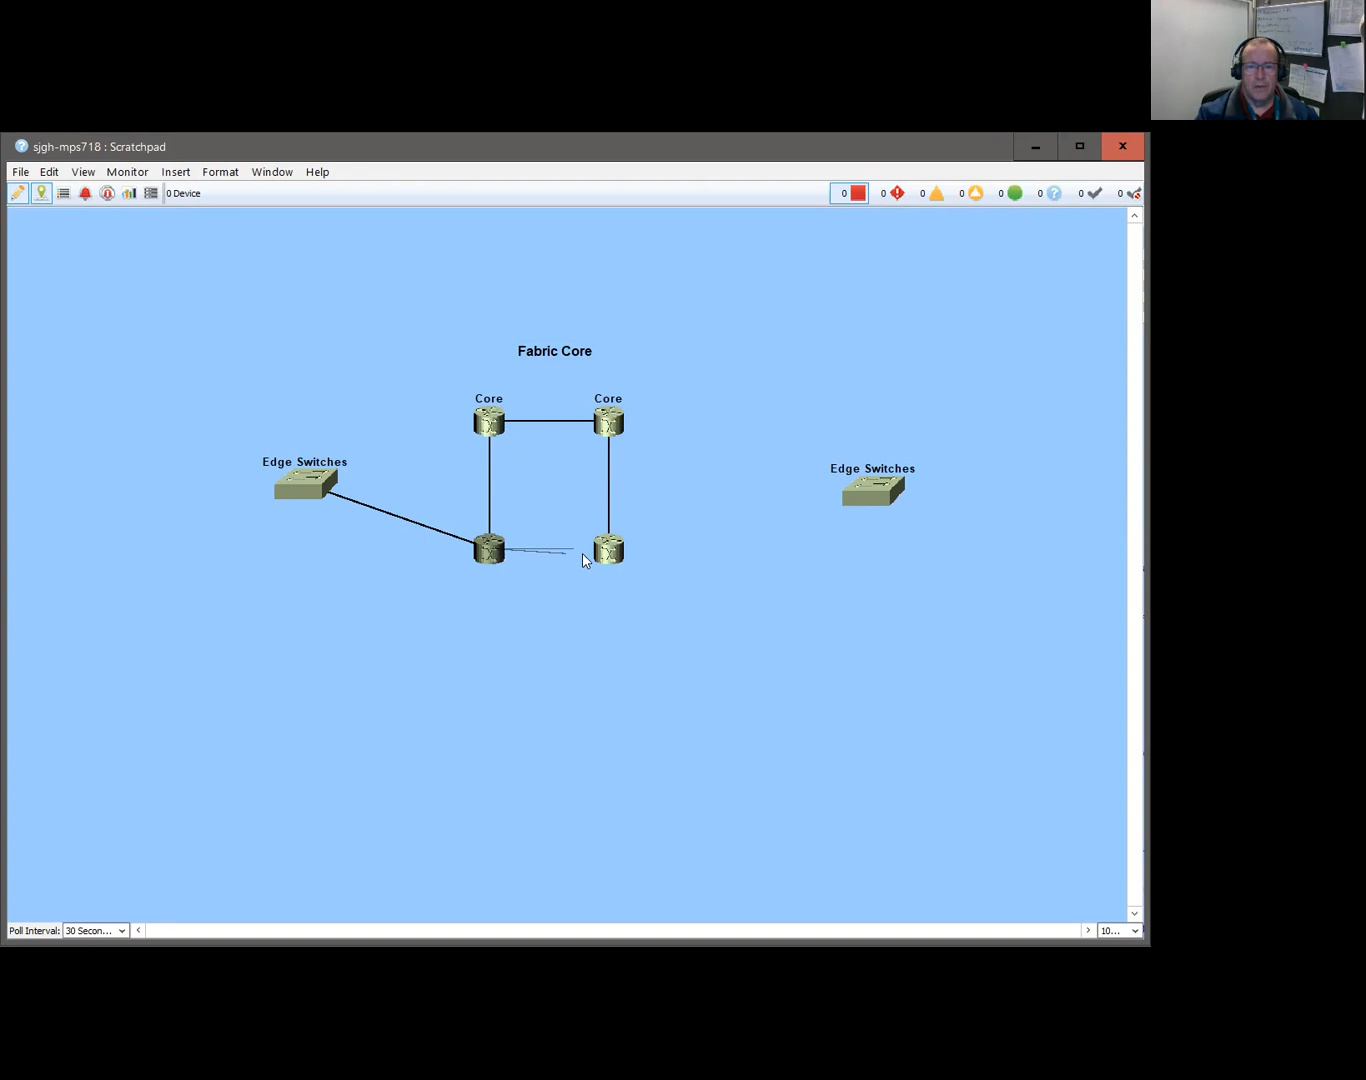 sjgh-mps718 : Scratchpad
File Edit View Monitor Insert Format Window Help
0 Device 0 0 0 0 0 0 0 0
Fabric Core
Core Core
Edge Switches
Edge Switches
Poll Interval: 30 Secon... 10...